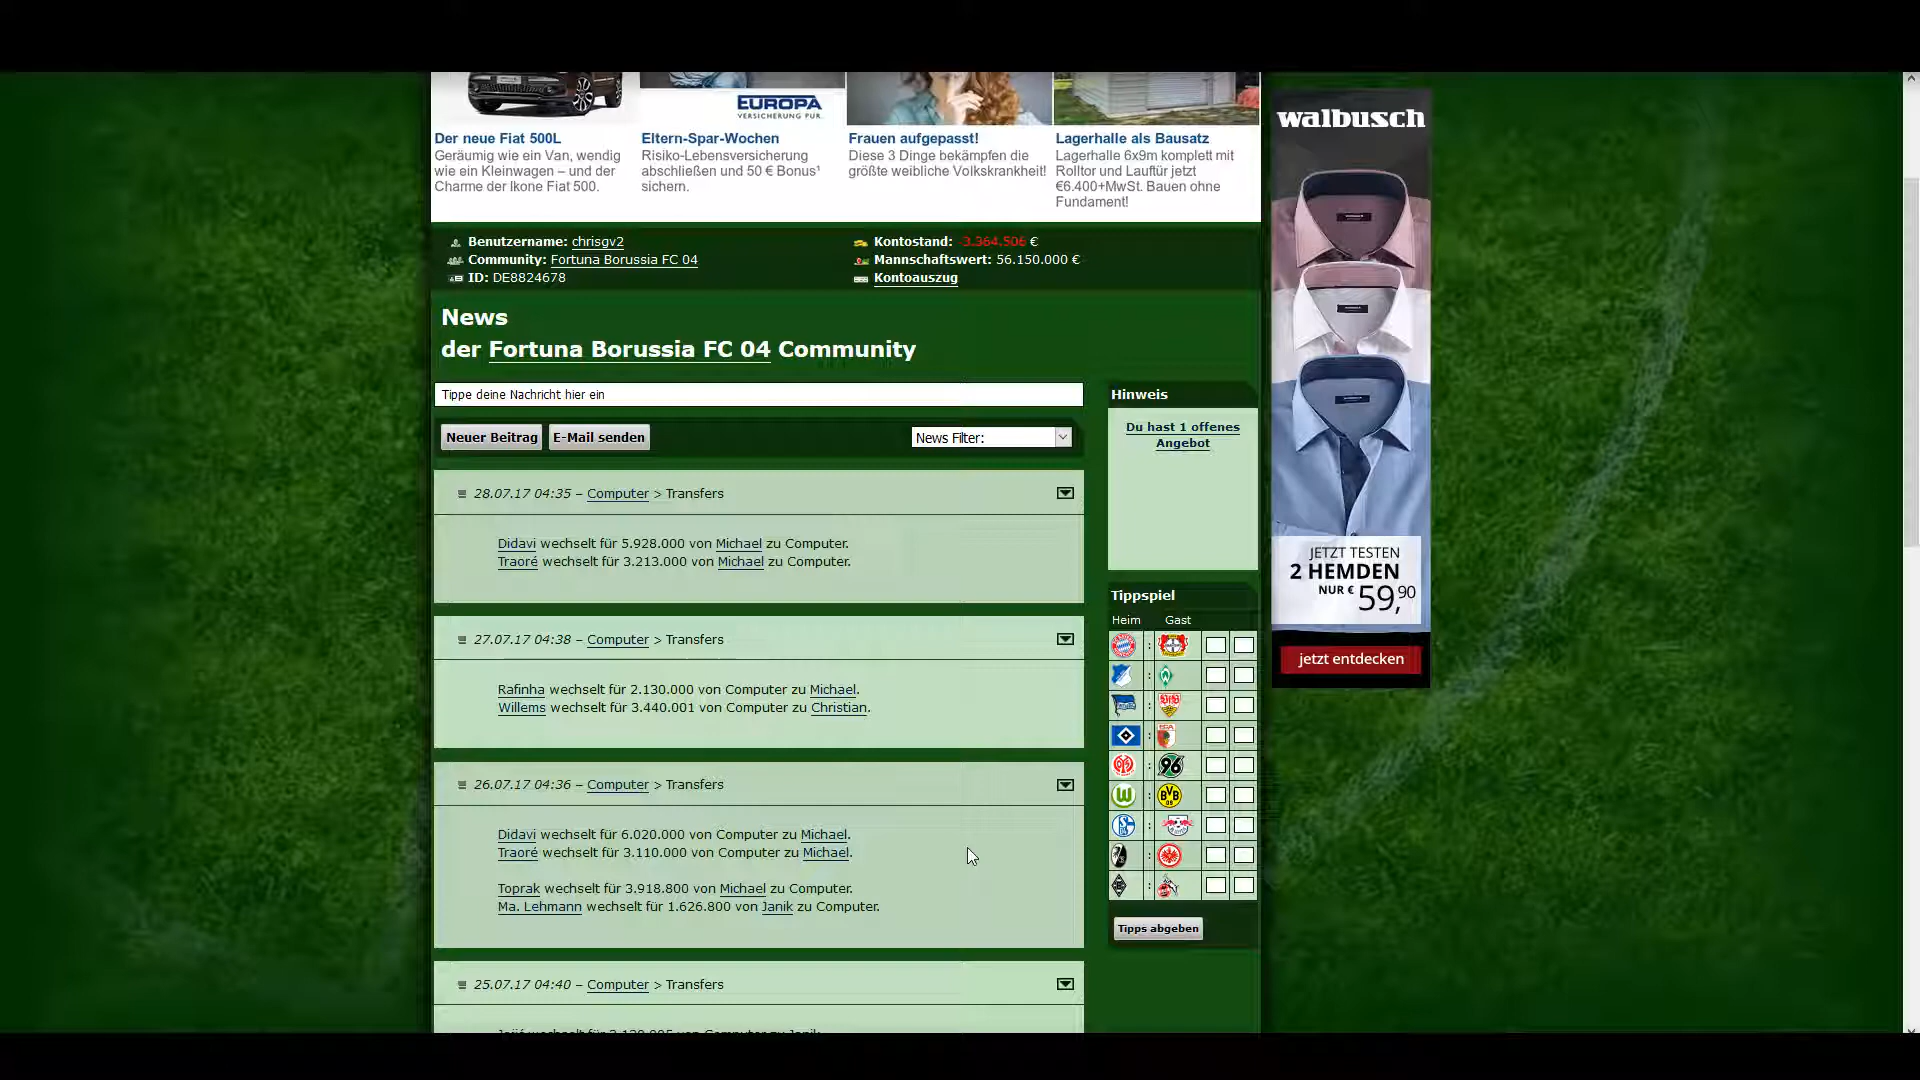 EUROPA
VERSICHERUNG PUR.
Der neue Fiat 500L
Geräumig wie ein Van, wendig
wie ein Kleinwagen – und der
Charme der Ikone Fiat 500.
Eltern-Spar-Wochen
Risiko-Lebensversicherung
abschließen und 50 € Bonus¹
sichern.
Frauen aufgepasst!
Diese 3 Dinge bekämpfen die
größte weibliche Volkskrankheit!
Lagerhalle als Bausatz
Lagerhalle 6x9m komplett mit
Rolltor und Lauftür jetzt
€6.400+MwSt. Bauen ohne
Fundament!
walbusch
JETZT TESTEN
2 HEMDEN
NUR € 59,90
jetzt entdecken
Benutzername: chrisgv2
Community: Fortuna Borussia FC 04
ID: DE8824678
Kontostand: -3.364.506 €
Mannschaftswert: 56.150.000 €
Kontoauszug
News
der Fortuna Borussia FC 04 Community
Tippe deine Nachricht hier ein
Neuer Beitrag E-Mail senden News Filter:
28.07.17 04:35 – Computer > Transfers
Didavi wechselt für 5.928.000 von Michael zu Computer.
Traoré wechselt für 3.213.000 von Michael zu Computer.
27.07.17 04:38 – Computer > Transfers
Rafinha wechselt für 2.130.000 von Computer zu Michael.
Willems wechselt für 3.440.001 von Computer zu Christian.
26.07.17 04:36 – Computer > Transfers
Didavi wechselt für 6.020.000 von Computer zu Michael.
Traoré wechselt für 3.110.000 von Computer zu Michael.
Toprak wechselt für 3.918.800 von Michael zu Computer.
Ma. Lehmann wechselt für 1.626.800 von Janik zu Computer.
25.07.17 04:40 – Computer > Transfers
Hinweis
Du hast 1 offenes
Angebot
Tippspiel
Heim Gast
:
:
:
:
: 96
: BVB 09
:
:
:
Tipps abgeben